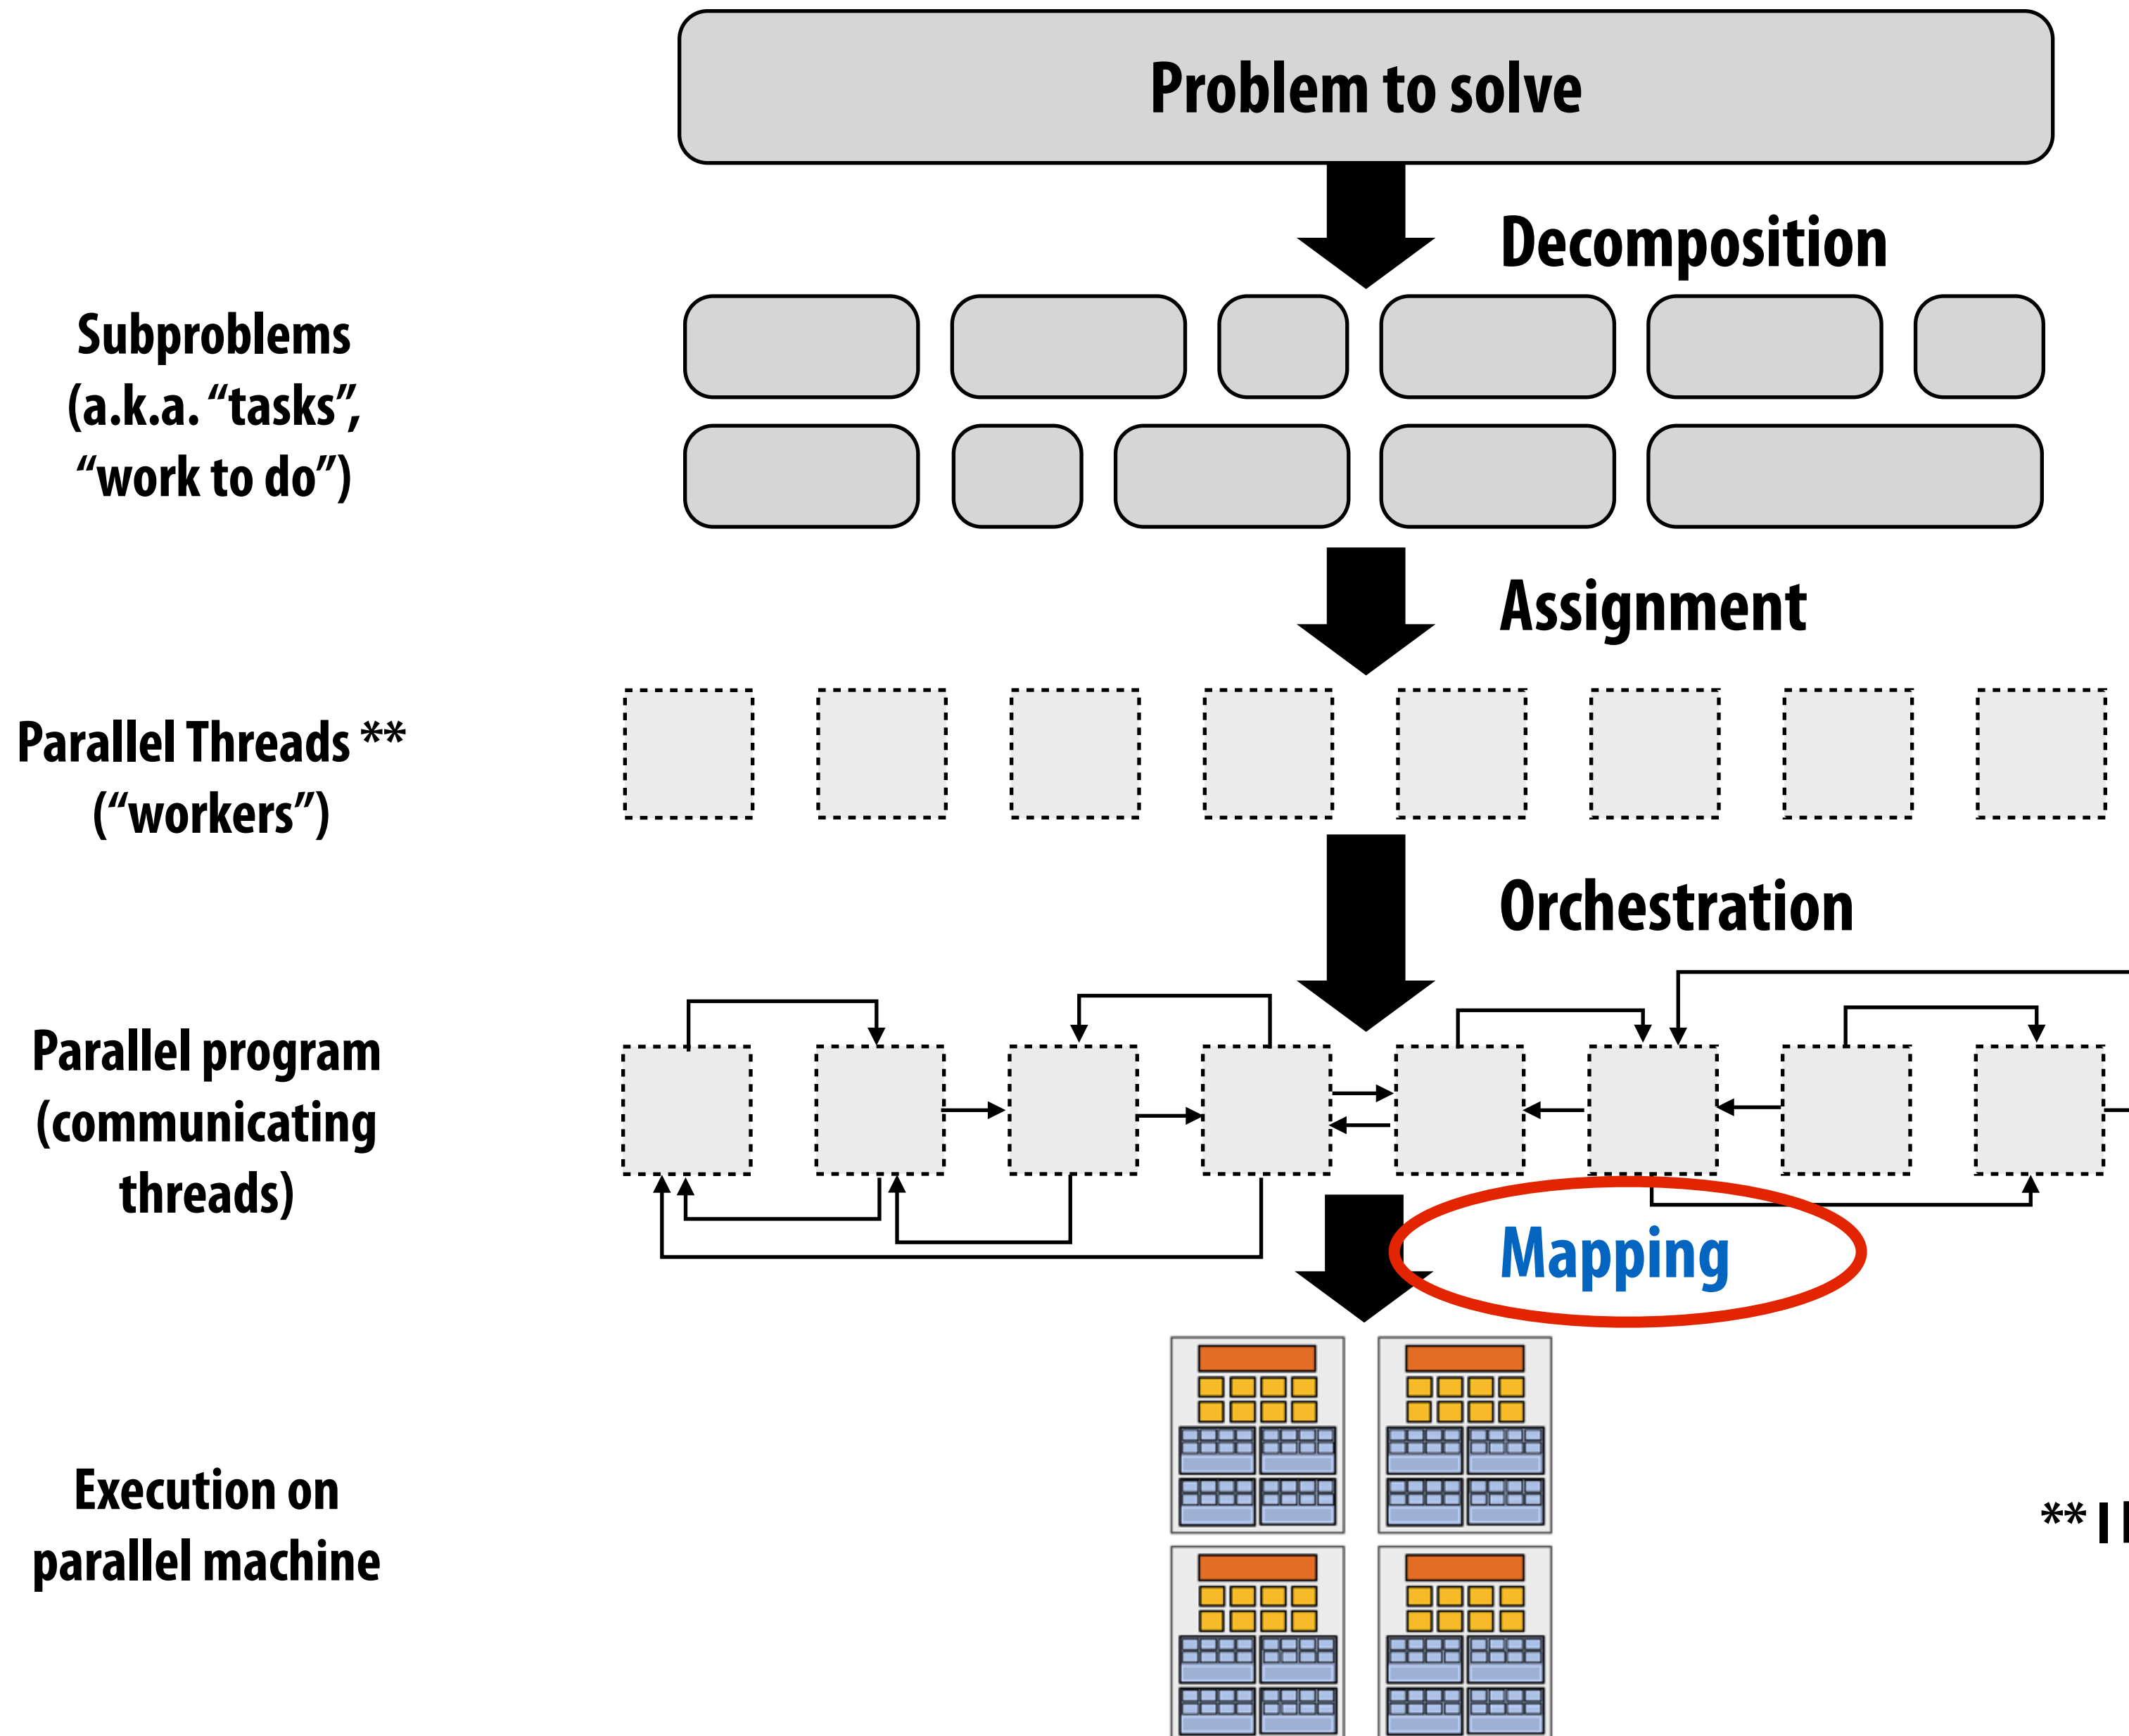 Problem to solve
Decomposition
Subproblems
(a.k.a. “tasks”,
“work to do”)
Assignment
Parallel Threads **
(“workers”)
Orchestration
Parallel program
(communicating
threads)
Mapping
Execution on
parallel machine
**